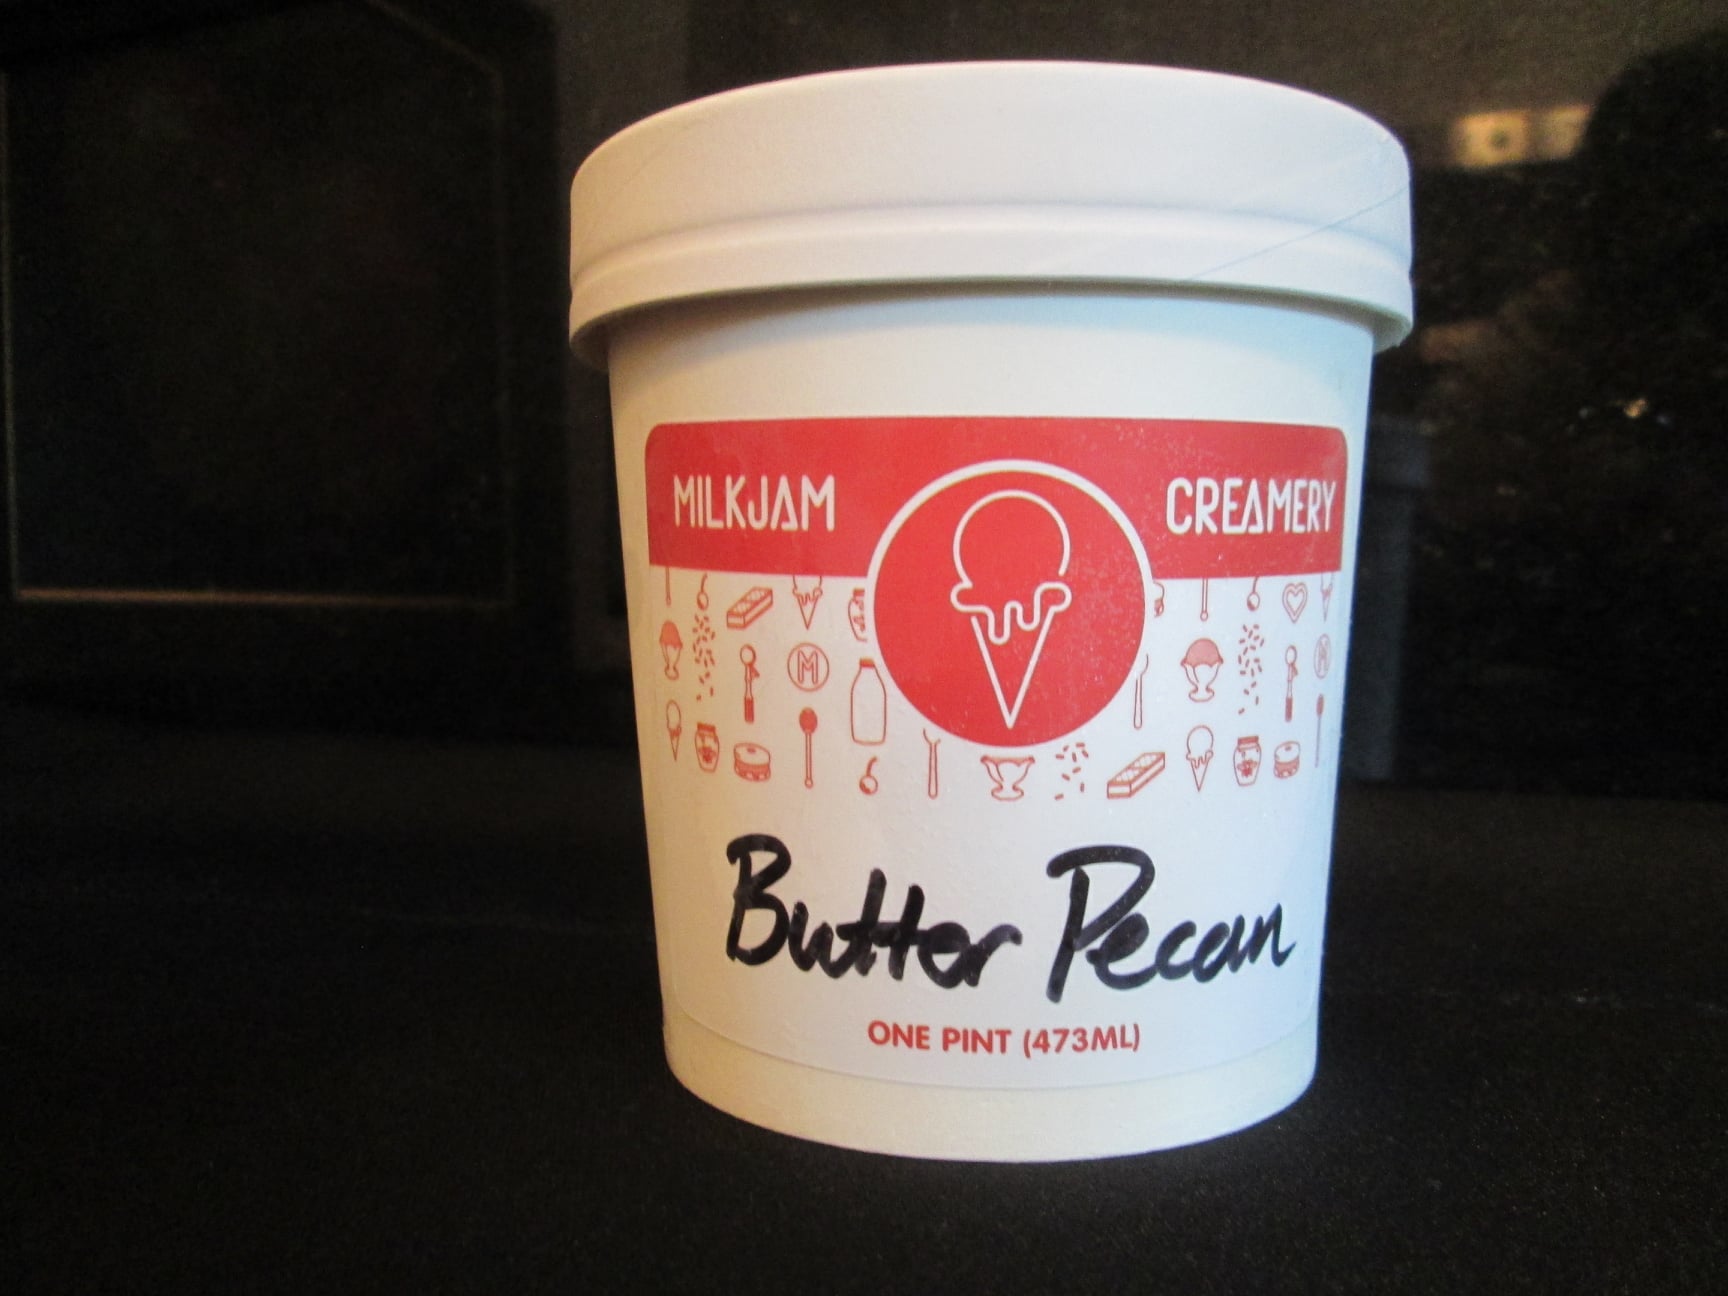 MILKJAM CREAMERY
M M
Butter Pecan
ONE PINT (473ML)